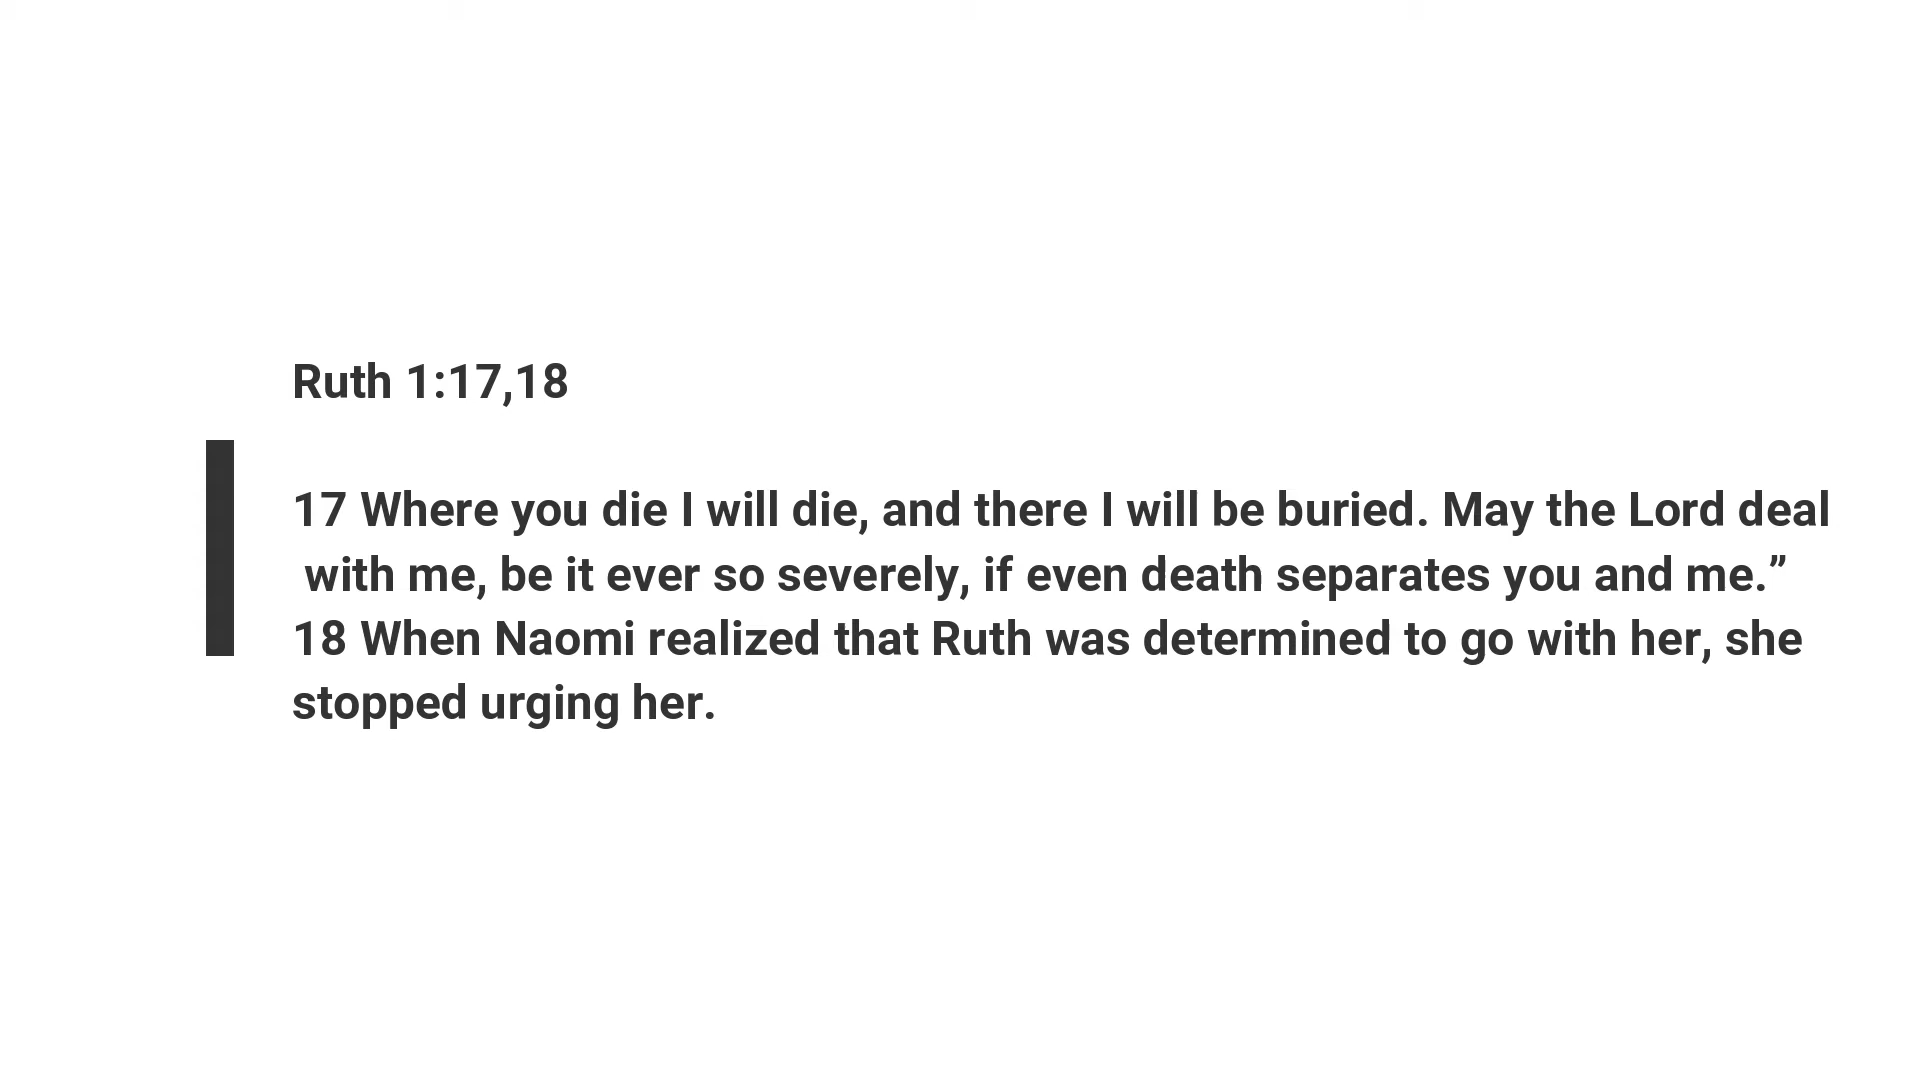 Ruth 1:17,18
17 Where you die I will die, and there I will be buried. May the Lord deal
with me, be it ever so severely, if even death separates you and me.”
18 When Naomi realized that Ruth was determined to go with her, she
stopped urging her.